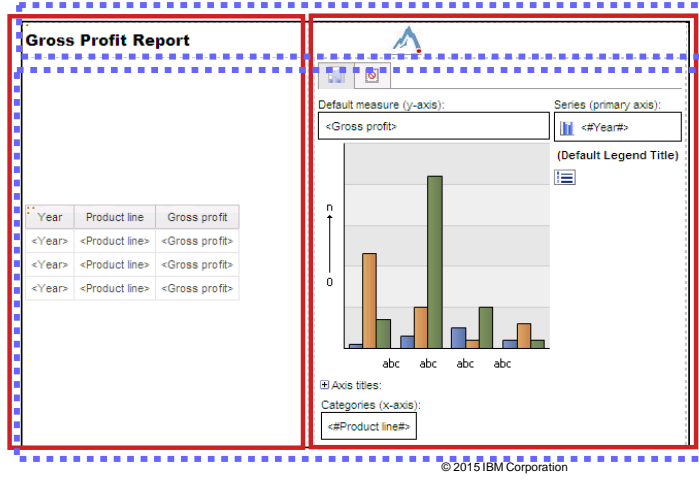 Gross Profit Report
Year Product line Gross profit
<Year> <Product line> <Gross profit>
<Year> <Product line> <Gross profit>
<Year> <Product line> <Gross profit>
Default measure (y-axis):
<Gross profit>
Series (primary axis):
<#Year#>
(Default Legend Title)
n
0
abc abc abc abc
Axis titles:
Categories (x-axis):
<#Product line#>
© 2015 IBM Corporation